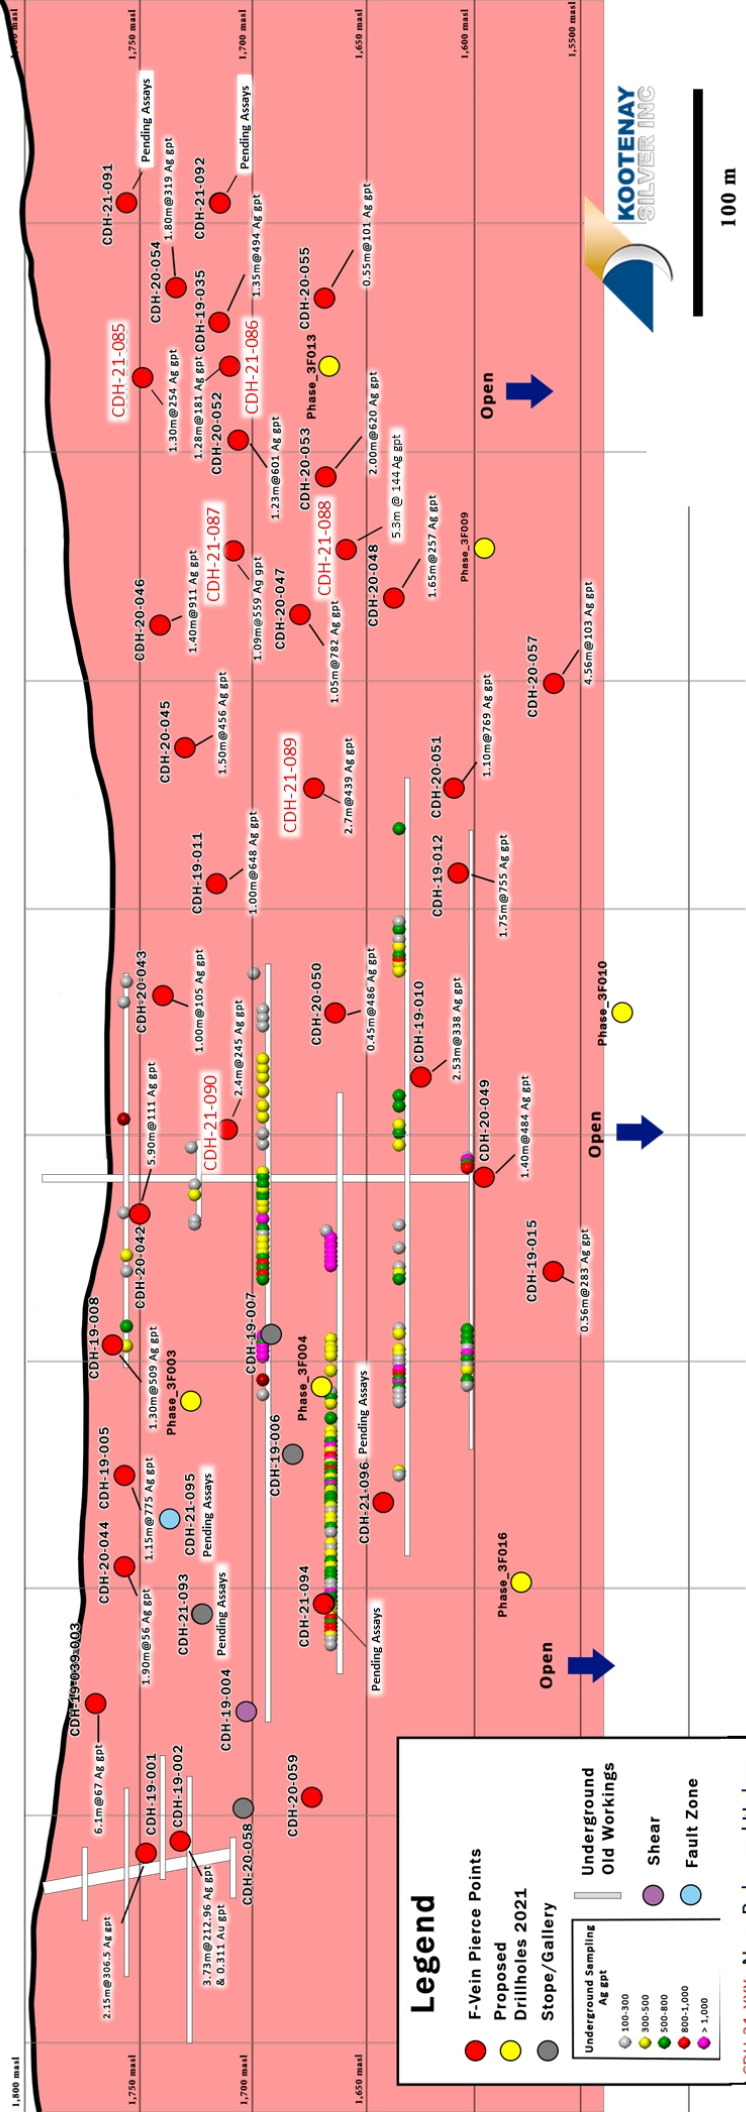 1,800 masl
1,750 masl
1,700 masl
1,650 masl
1,750 masl
1,700 masl
1,650 masl
1,600 masl
1,5500 masl
CDH-19-001
2.15m@306.5 Ag gpt
CDH-19-002
3.73m@212.96 Ag gpt
& 0.311 Au gpt
6.1m@67 Ag gpt
CDH-20-058
CDH-20-059
CDH-19-004
CDH-20-044
1.90m@56 Ag gpt
CDH-21-093
Pending Assays
CDH-21-094
Pending Assays
CDH-19-005
1.15m@775 Ag gpt
CDH-21-095
Pending Assays
CDH-19-006
CDH-21-096
Pending Assays
Phase_3F016
Open
CDH-19-008
1.30m@509 Ag gpt
Phase_3F003
CDH-19-007
Phase_3F004
CDH-20-042
5.90m@111 Ag gpt
CDH-19-015
0.56m@283 Ag gpt
CDH-21-090
2.4m@245 Ag gpt
CDH-20-049
1.40m@484 Ag gpt
Open
CDH-20-043
1.00m@105 Ag gpt
CDH-20-050
0.45m@486 Ag gpt
CDH-19-010
2.53m@338 Ag gpt
Phase_3F010
CDH-19-011
1.00m@648 Ag gpt
CDH-19-012
1.75m@755 Ag gpt
CDH-20-045
1.50m@456 Ag gpt
CDH-21-089
2.7m@439 Ag gpt
CDH-20-051
1.10m@769 Ag gpt
CDH-20-057
4.56m@103 Ag gpt
CDH-20-046
1.40m@911 Ag gpt
CDH-21-087
1.09m@559 Ag gpt
CDH-20-047
1.05m@782 Ag gpt
CDH-21-088
5.3m @ 144 Ag gpt
CDH-20-048
1.65m@257 Ag gpt
Phase_3F009
CDH-21-085
1.30m@254 Ag gpt
1.28m@181 Ag gpt
CDH-21-086
CDH-20-052
1.23m@601 Ag gpt
CDH-20-053
2.00m@620 Ag gpt
Phase_3F013
Open
CDH-20-054
1.80m@319 Ag gpt
CDH-19-035
1.35m@494 Ag gpt
CDH-20-055
0.55m@101 Ag gpt
CDH-21-091
Pending Assays
CDH-21-092
Pending Assays
KOOTENAY
SILVER INC
100 m
Legend
F-Vein Pierce Points
Proposed
Drillholes 2021
Stope/Gallery
Underground Sampling
Ag gpt
100-300
300-500
500-800
800-1,000
> 1,000
Underground
Old Workings
Shear
Fault Zone